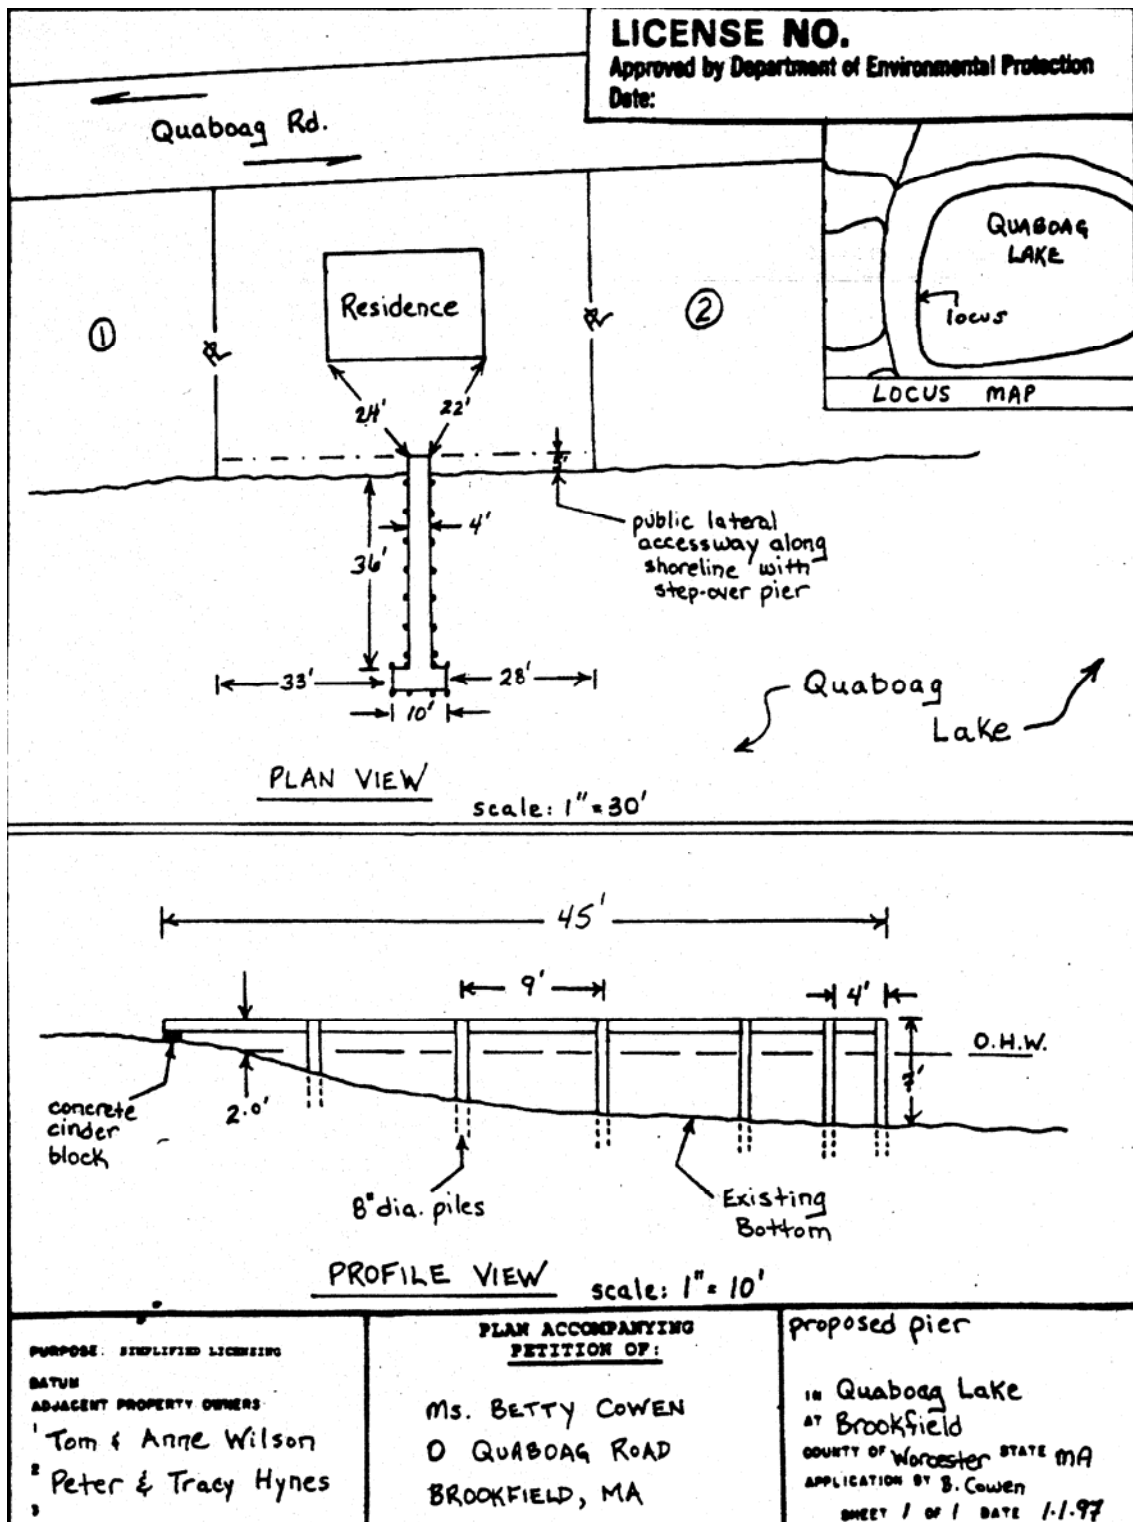 LICENSE NO.
Approved by Department of Environmental Protection
Date:
Quaboag Rd.
QUABOAG
LAKE
locus
LOCUS MAP
Residence
1
2
24'
22'
5'
4'
36'
public lateral
accessway along
shoreline with
step-over pier
33'
28'
10'
Quaboag
Lake
PLAN VIEW
scale: 1" = 30'
45'
9'
4'
O.H.W.
2.0'
concrete
cinder
block
8" dia. piles
Existing
Bottom
PROFILE VIEW
scale: 1" = 10'
PURPOSE: SIMPLIFIED LICENSING
DATUM
ADJACENT PROPERTY OWNERS
1 Tom & Anne Wilson
2 Peter & Tracy Hynes
3
PLAN ACCOMPANYING
PETITION OF:
MS. BETTY COWEN
0 QUABOAG ROAD
BROOKFIELD, MA
proposed pier
IN Quaboag Lake
AT Brookfield
COUNTY OF Worcester STATE MA
APPLICATION BY B. Cowen
SHEET 1 OF 1 DATE 1.1.97